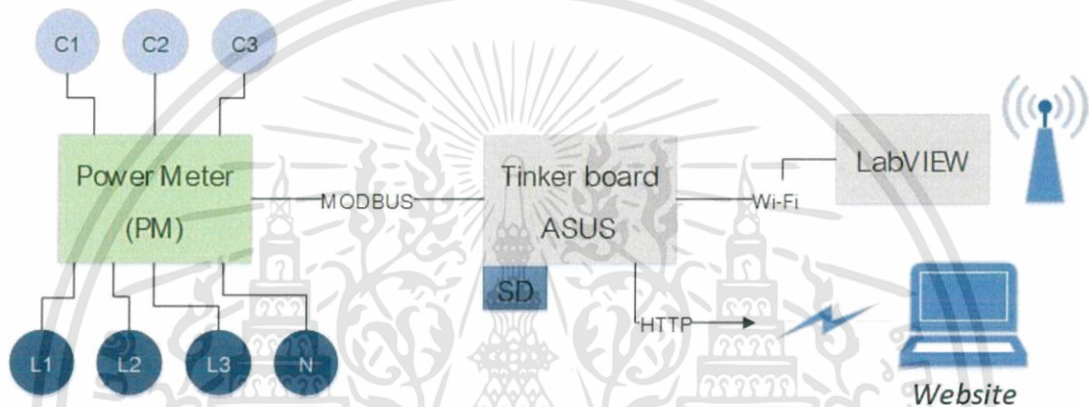 C1
C2
C3
Power Meter
(PM)
MODBUS
Tinker board
ASUS
SD
Wi-Fi
LabVIEW
HTTP
L1
L2
L3
N
Website